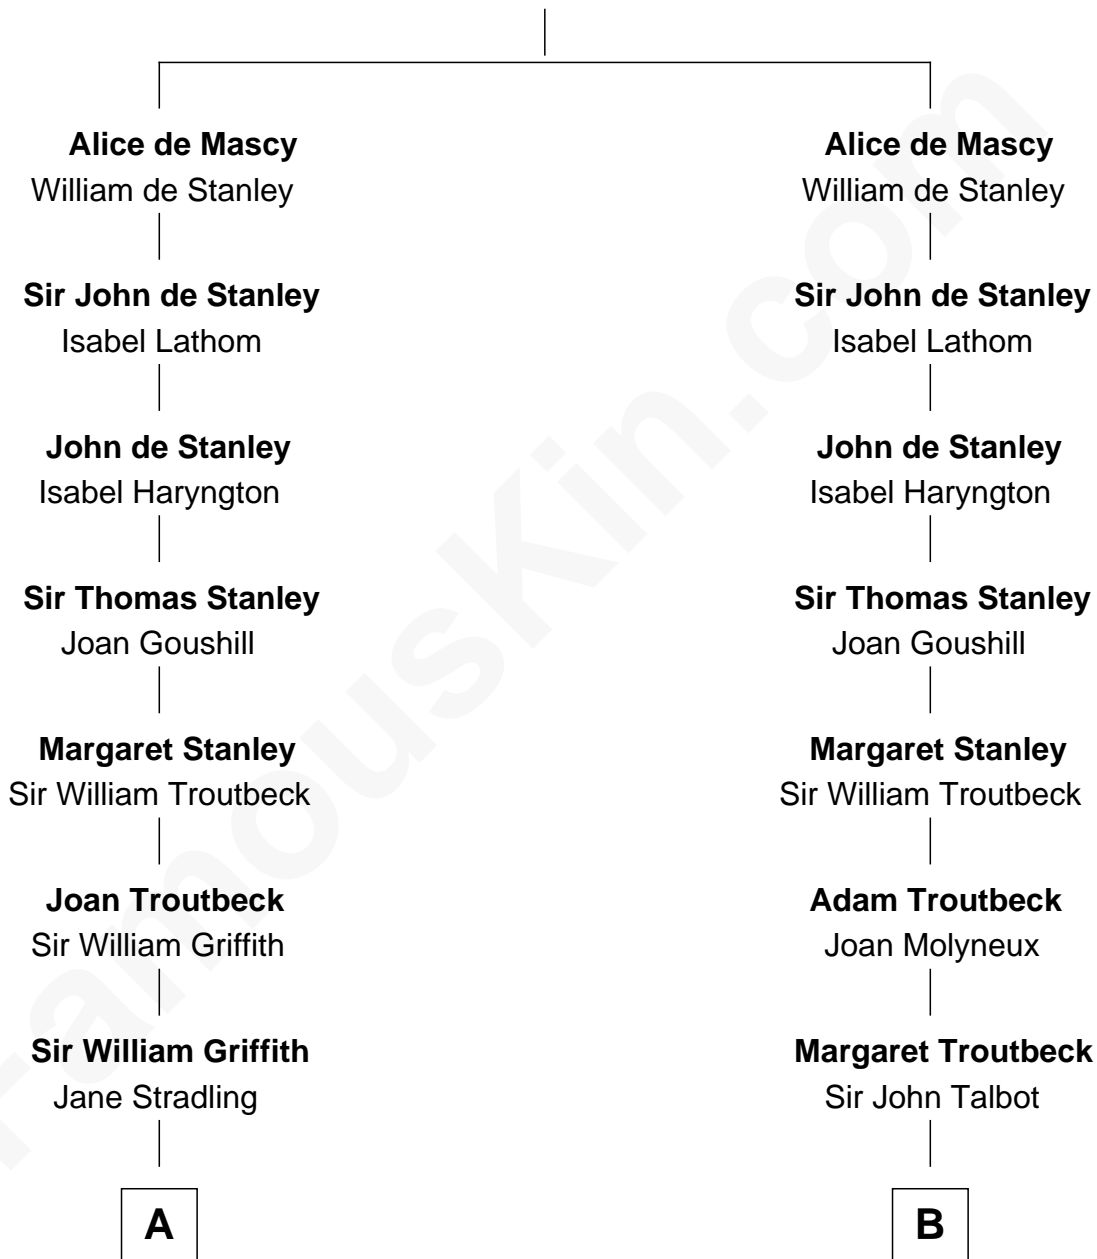 Alice de Mascy
William de Stanley
Sir John de Stanley
Isabel Lathom
John de Stanley
Isabel Haryngton
Sir Thomas Stanley
Joan Goushill
Margaret Stanley
Sir William Troutbeck
Joan Troutbeck
Sir William Griffith
Sir William Griffith
Jane Stradling
A
Alice de Mascy
William de Stanley
Sir John de Stanley
Isabel Lathom
John de Stanley
Isabel Haryngton
Sir Thomas Stanley
Joan Goushill
Margaret Stanley
Sir William Troutbeck
Adam Troutbeck
Joan Molyneux
Margaret Troutbeck
Sir John Talbot
B
FamousKin.com